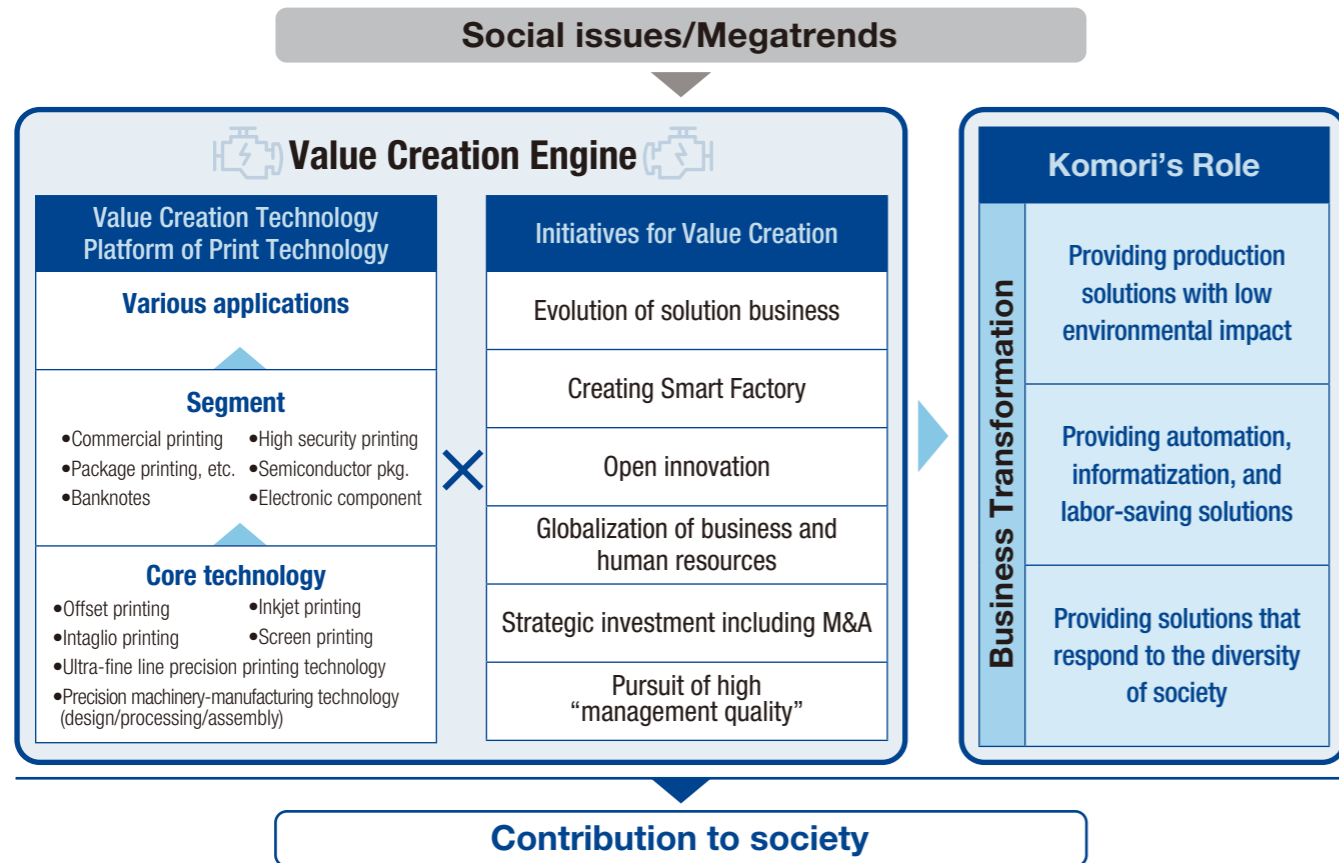 Social issues/Megatrends
Value Creation Engine
Value Creation Technology
Platform of Print Technology
Various applications
Segment
•Commercial printing
•Package printing, etc.
•Banknotes
•High security printing
•Semiconductor pkg.
•Electronic component
Core technology
•Offset printing
•Intaglio printing
•Inkjet printing
•Screen printing
•Ultra-fine line precision printing technology
•Precision machinery-manufacturing technology
(design/processing/assembly)
×
Initiatives for Value Creation
Evolution of solution business
Creating Smart Factory
Open innovation
Globalization of business and
human resources
Strategic investment including M&A
Pursuit of high
“management quality”
Komori’s Role
Business Transformation
Providing production
solutions with low
environmental impact
Providing automation,
informatization, and
labor-saving solutions
Providing solutions that
respond to the diversity
of society
Contribution to society